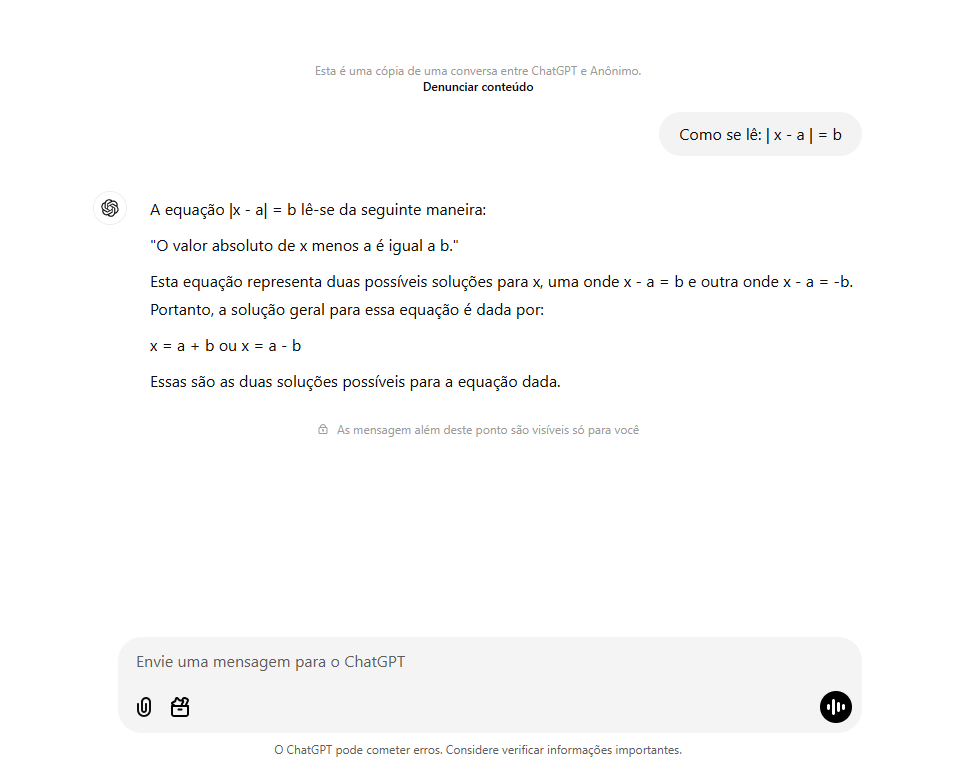 Esta é uma cópia de uma conversa entre ChatGPT e Anônimo.
Denunciar conteúdo
Como se lê: | x - a | = b
A equação |x - a| = b lê-se da seguinte maneira:
"O valor absoluto de x menos a é igual a b."
Esta equação representa duas possíveis soluções para x, uma onde x - a = b e outra onde x - a = -b.
Portanto, a solução geral para essa equação é dada por:
x = a + b ou x = a - b
Essas são as duas soluções possíveis para a equação dada.
As mensagem além deste ponto são visíveis só para você
Envie uma mensagem para o ChatGPT
O ChatGPT pode cometer erros. Considere verificar informações importantes.